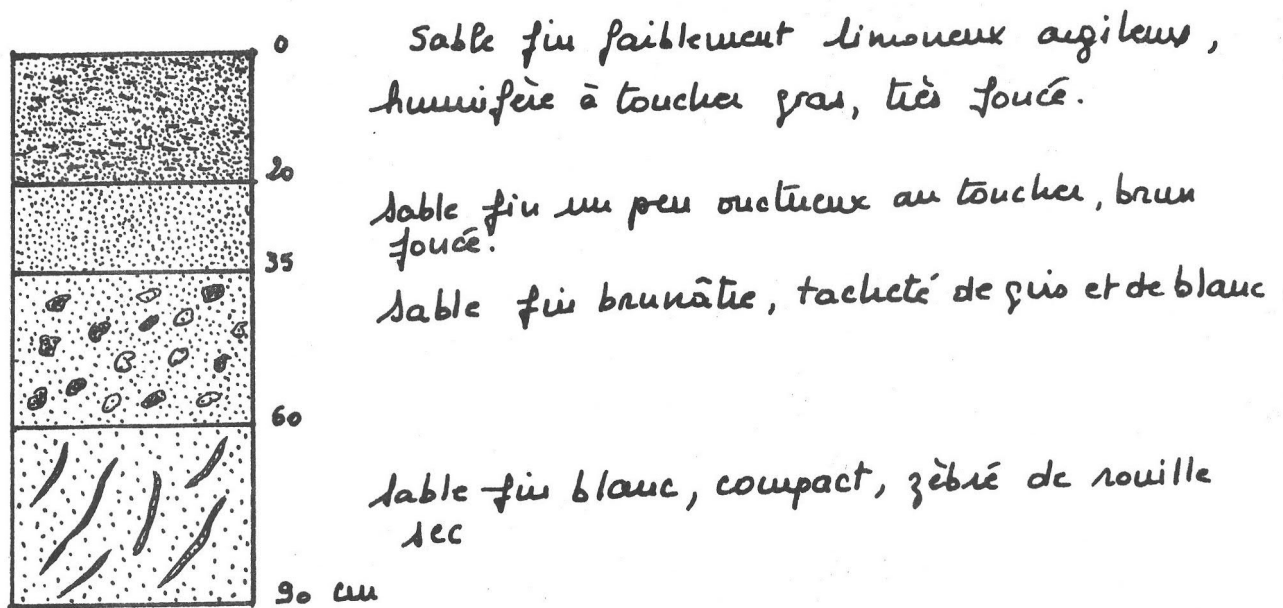 0
Sable fin faiblement limoneux argileux,
humifère à toucher gras, très foncé.
20
Sable fin un peu onctueux au toucher, brun
foncé.
35
Sable fin brunâtre, tacheté de gris et de blanc
60
Sable fin blanc, compact, zébré de rouille
sec
90 cm